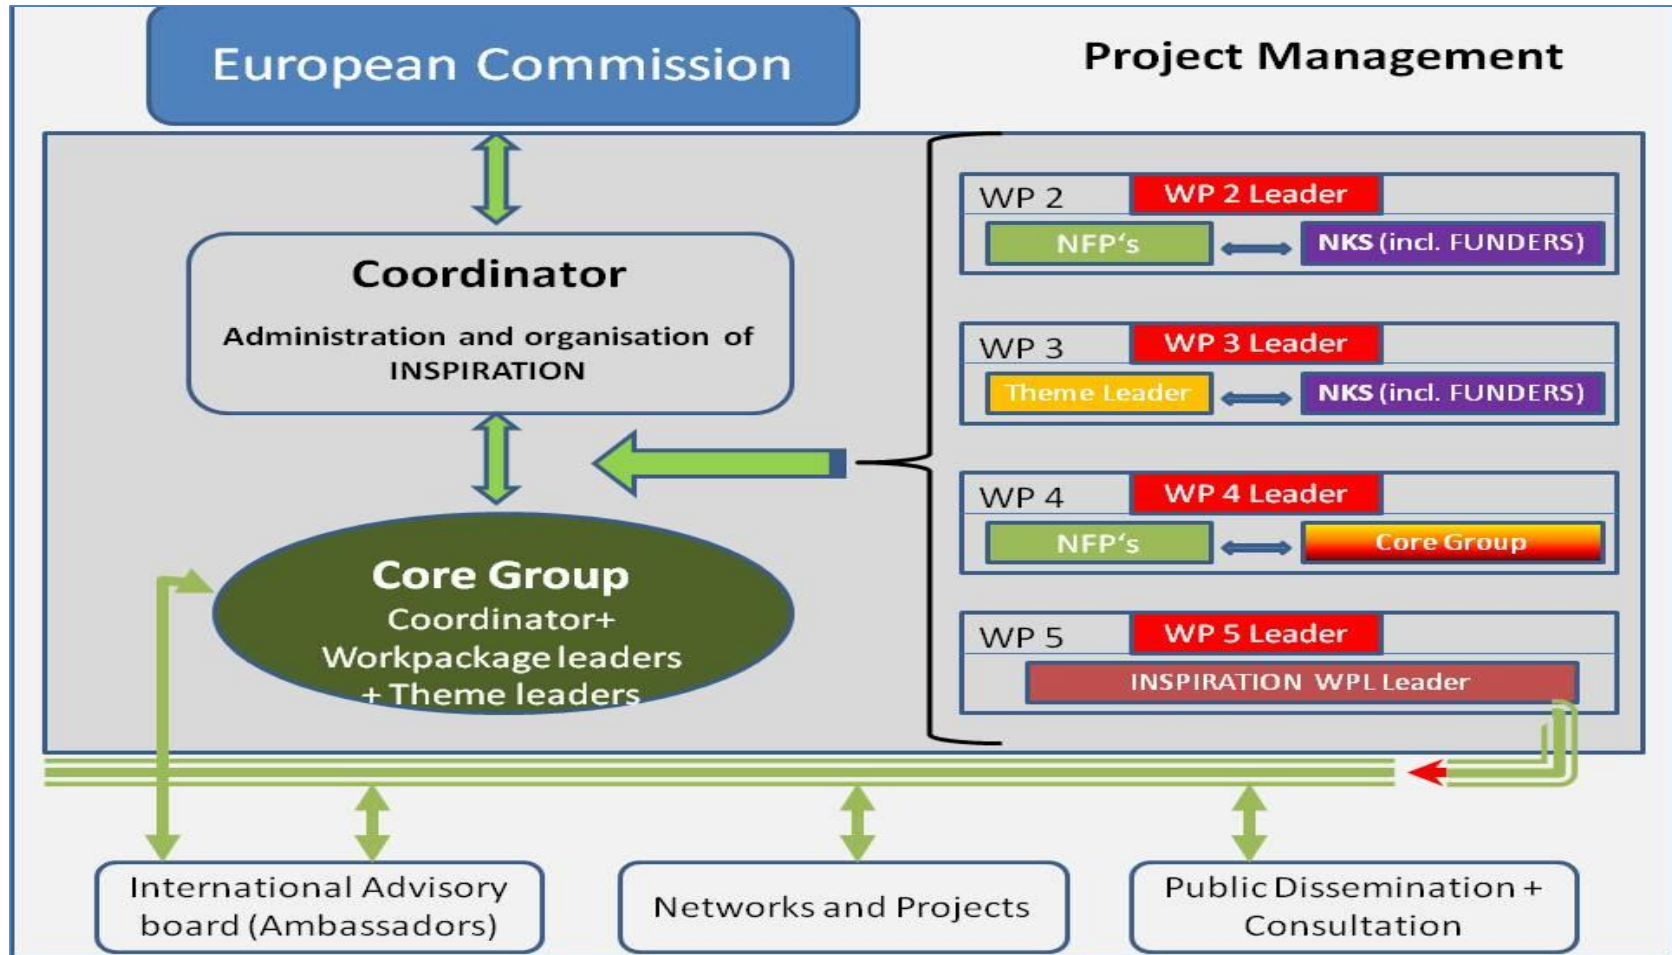 European Commission
Project Management
Coordinator
Administration and organisation of
INSPIRATION
Core Group
Coordinator+
Workpackage leaders
+ Theme leaders
WP 2
WP 2 Leader
NFP‘s
NKS (incl. FUNDERS)
WP 3
WP 3 Leader
Theme Leader
NKS (incl. FUNDERS)
WP 4
WP 4 Leader
NFP‘s
Core Group
WP 5
WP 5 Leader
INSPIRATION WPL Leader
International Advisory
board (Ambassadors)
Networks and Projects
Public Dissemination +
Consultation